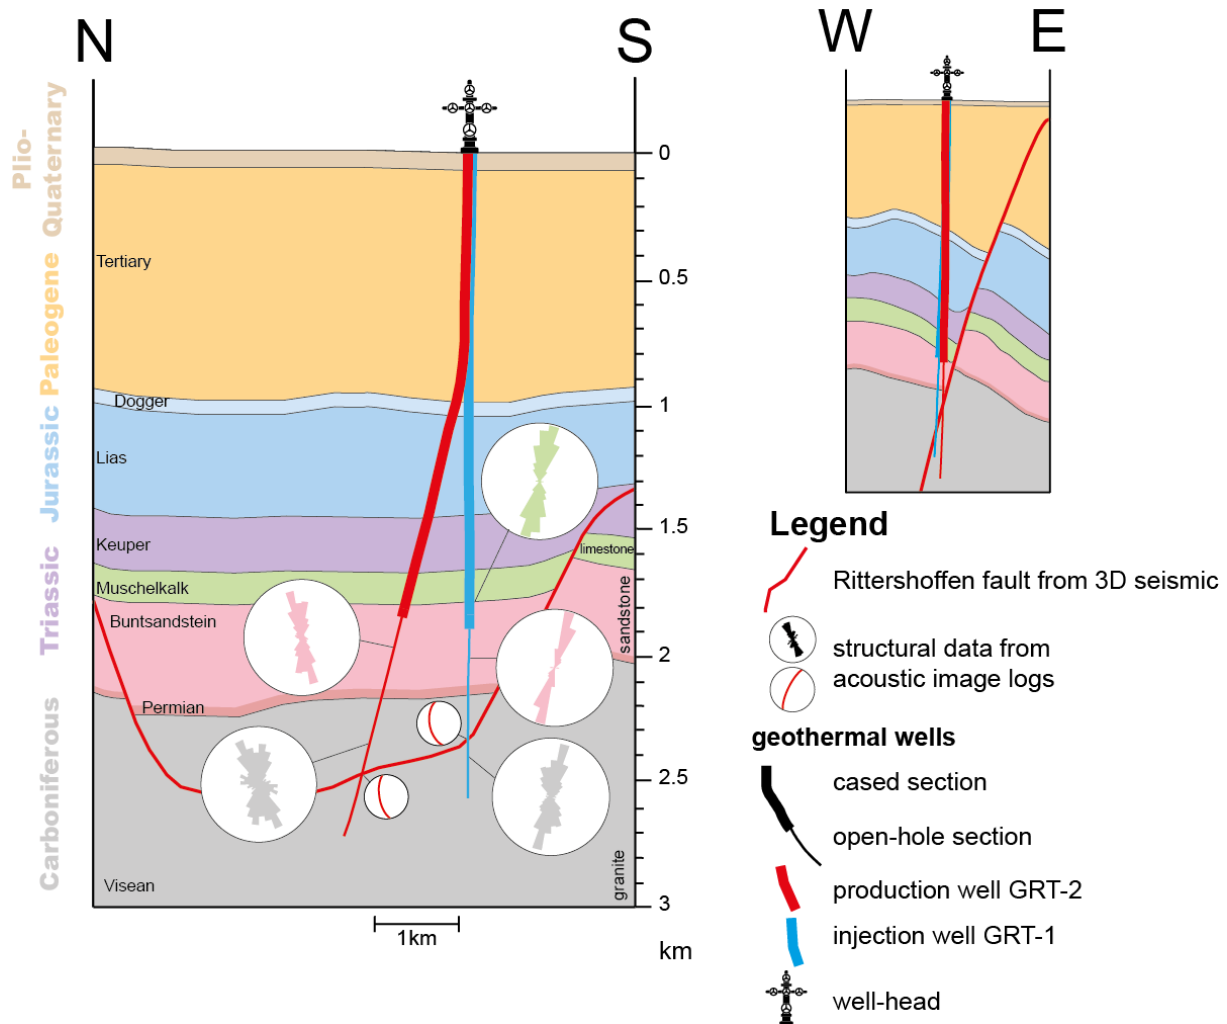 N
S
W
E
Plio-
Quaternary
Paleogene
Jurassic
Triassic
Carboniferous
Tertiary
Dogger
Lias
Keuper
Muschelkalk
Buntsandstein
Permian
Visean
limestone
sandstone
granite
0
0.5
1
1.5
2
2.5
3
km
1km
Legend
Rittershoffen fault from 3D seismic
structural data from
acoustic image logs
geothermal wells
cased section
open-hole section
production well GRT-2
injection well GRT-1
well-head